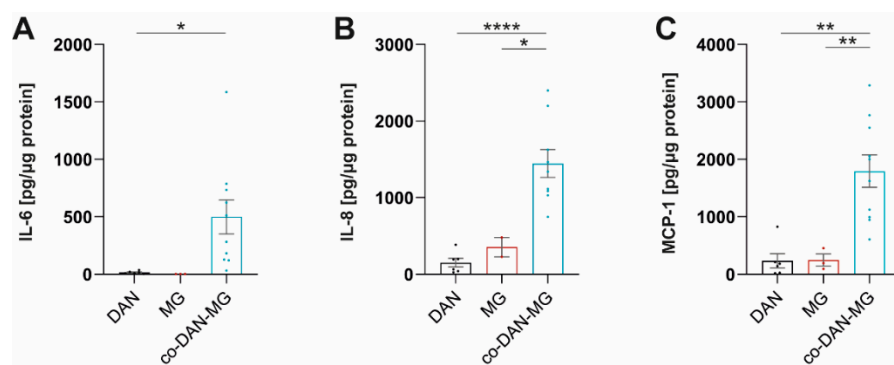 A
IL-6 [pg/µg protein]
2000
1500
1000
500
0
*
DAN
MG
co-DAN-MG
B
IL-8 [pg/µg protein]
3000
2000
1000
0
****
*
DAN
MG
co-DAN-MG
C
MCP-1 [pg/µg protein]
4000
3000
2000
1000
0
**
**
DAN
MG
co-DAN-MG